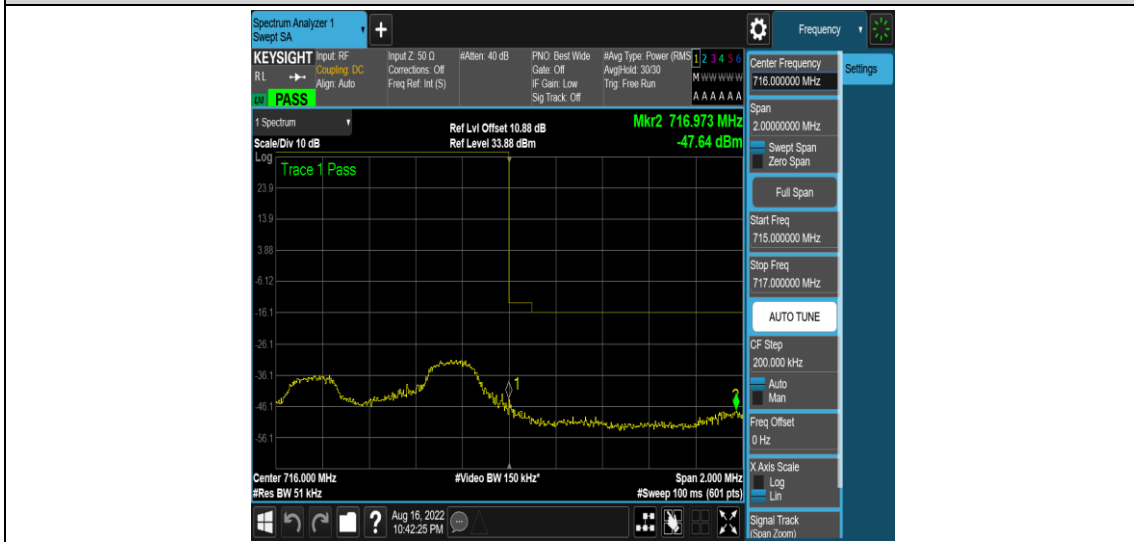 Spectrum Analyzer 1
Swept SA
+
Frequency
KEYSIGHT
RL
LXI
PASS
Input: RF
Coupling: DC
Align: Auto
Input Z: 50 Ω
Corrections: Off
Freq Ref: Int (S)
#Atten: 40 dB
PNO: Best Wide
Gate: Off
IF Gain: Low
Sig Track: Off
#Avg Type: Power (RMS
Avg|Hold: 30/30
Trig: Free Run
1 2 3 4 5 6
M W W W W W
A A A A A A
1 Spectrum
Scale/Div 10 dB
Ref Lvl Offset 10.88 dB
Ref Level 33.88 dBm
Mkr2 716.973 MHz
-47.64 dBm
Log
Trace 1 Pass
23.9
13.9
3.88
-6.12
-16.1
-26.1
-36.1
-46.1
-56.1
1
2
Center 716.000 MHz
#Res BW 51 kHz
#Video BW 150 kHz*
Span 2.000 MHz
#Sweep 100 ms (601 pts)
Center Frequency
716.000000 MHz
Settings
Span
2.00000000 MHz
Swept Span
Zero Span
Full Span
Start Freq
715.000000 MHz
Stop Freq
717.000000 MHz
AUTO TUNE
CF Step
200.000 kHz
Auto
Man
Freq Offset
0 Hz
X Axis Scale
Log
Lin
Signal Track
(Span Zoom)
?
Aug 16, 2022
10:42:25 PM